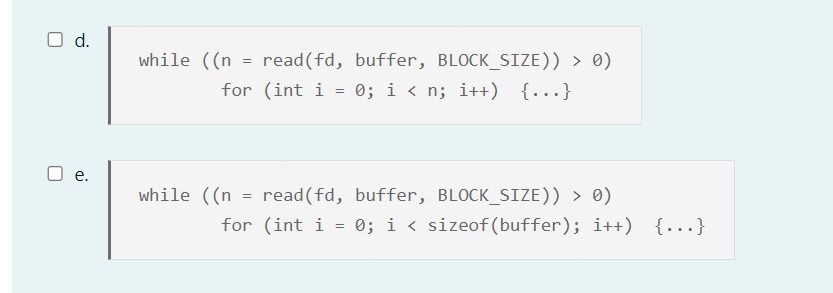 d.
while ((n = read(fd, buffer, BLOCK_SIZE)) > 0)
for (int i = 0; i < n; i++) {...}
e.
while ((n = read(fd, buffer, BLOCK_SIZE)) > 0)
for (int i = 0; i < sizeof(buffer); i++) {...}